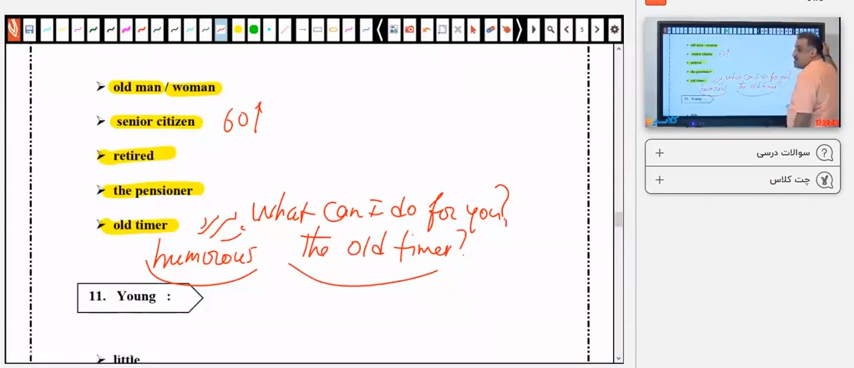 old man / woman
senior citizen 60↑
retired
the pensioner
old timer
What can I do for you?
humorous the old timer?
11. Young :
little
سوالات درسی
چت کلاس